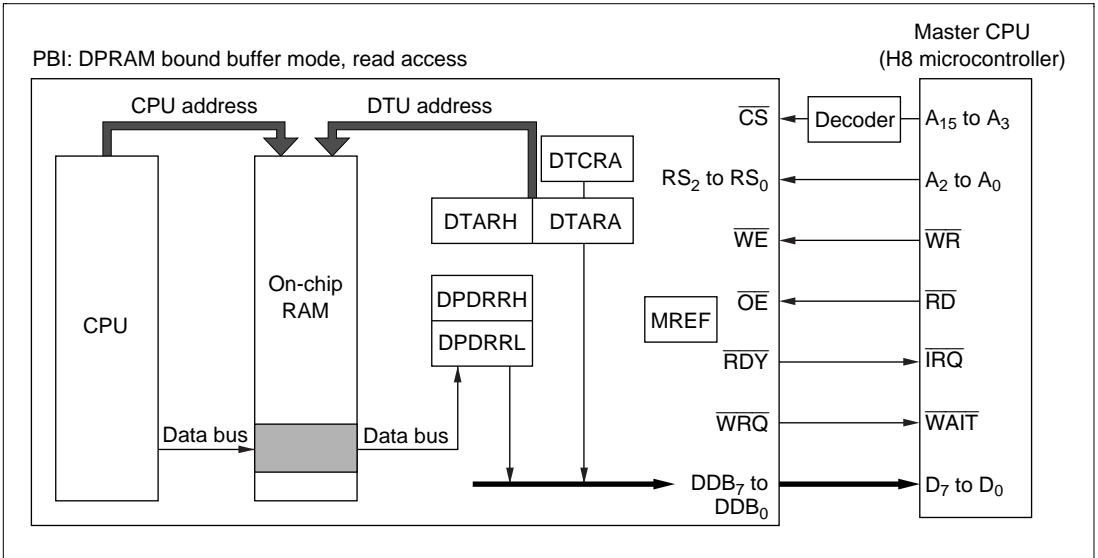 Master CPU
(H8 microcontroller)
PBI: DPRAM bound buffer mode, read access
CPU address
DTU address
CS
Decoder
A15 to A3
DTCRA
RS2 to RS0
A2 to A0
DTARH
DTARA
WE
WR
On-chip
RAM
DPDRRH
OE
RD
MREF
CPU
DPDRRL
RDY
IRQ
Data bus
Data bus
WRQ
WAIT
DDB7 to
DDB0
D7 to D0